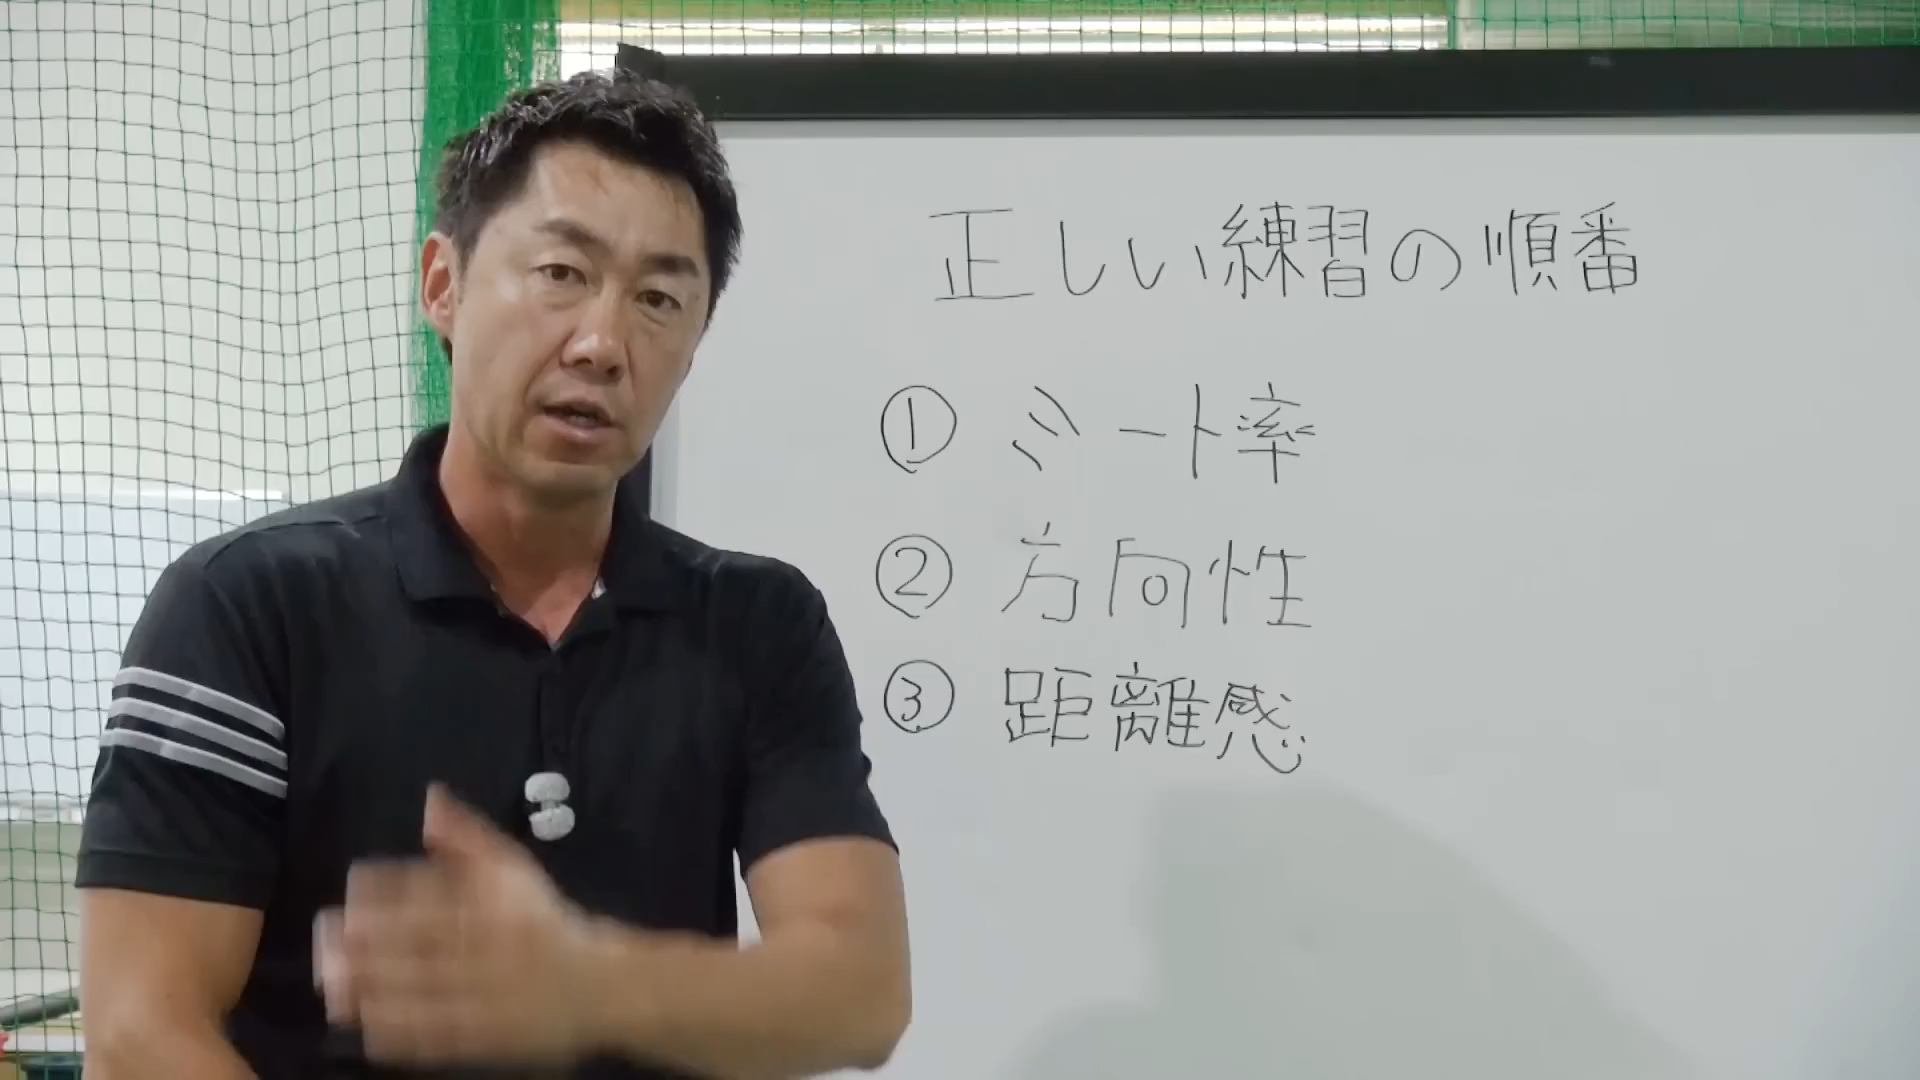 正しい練習の順番
① ミート率
② 方向性
③ 距離感